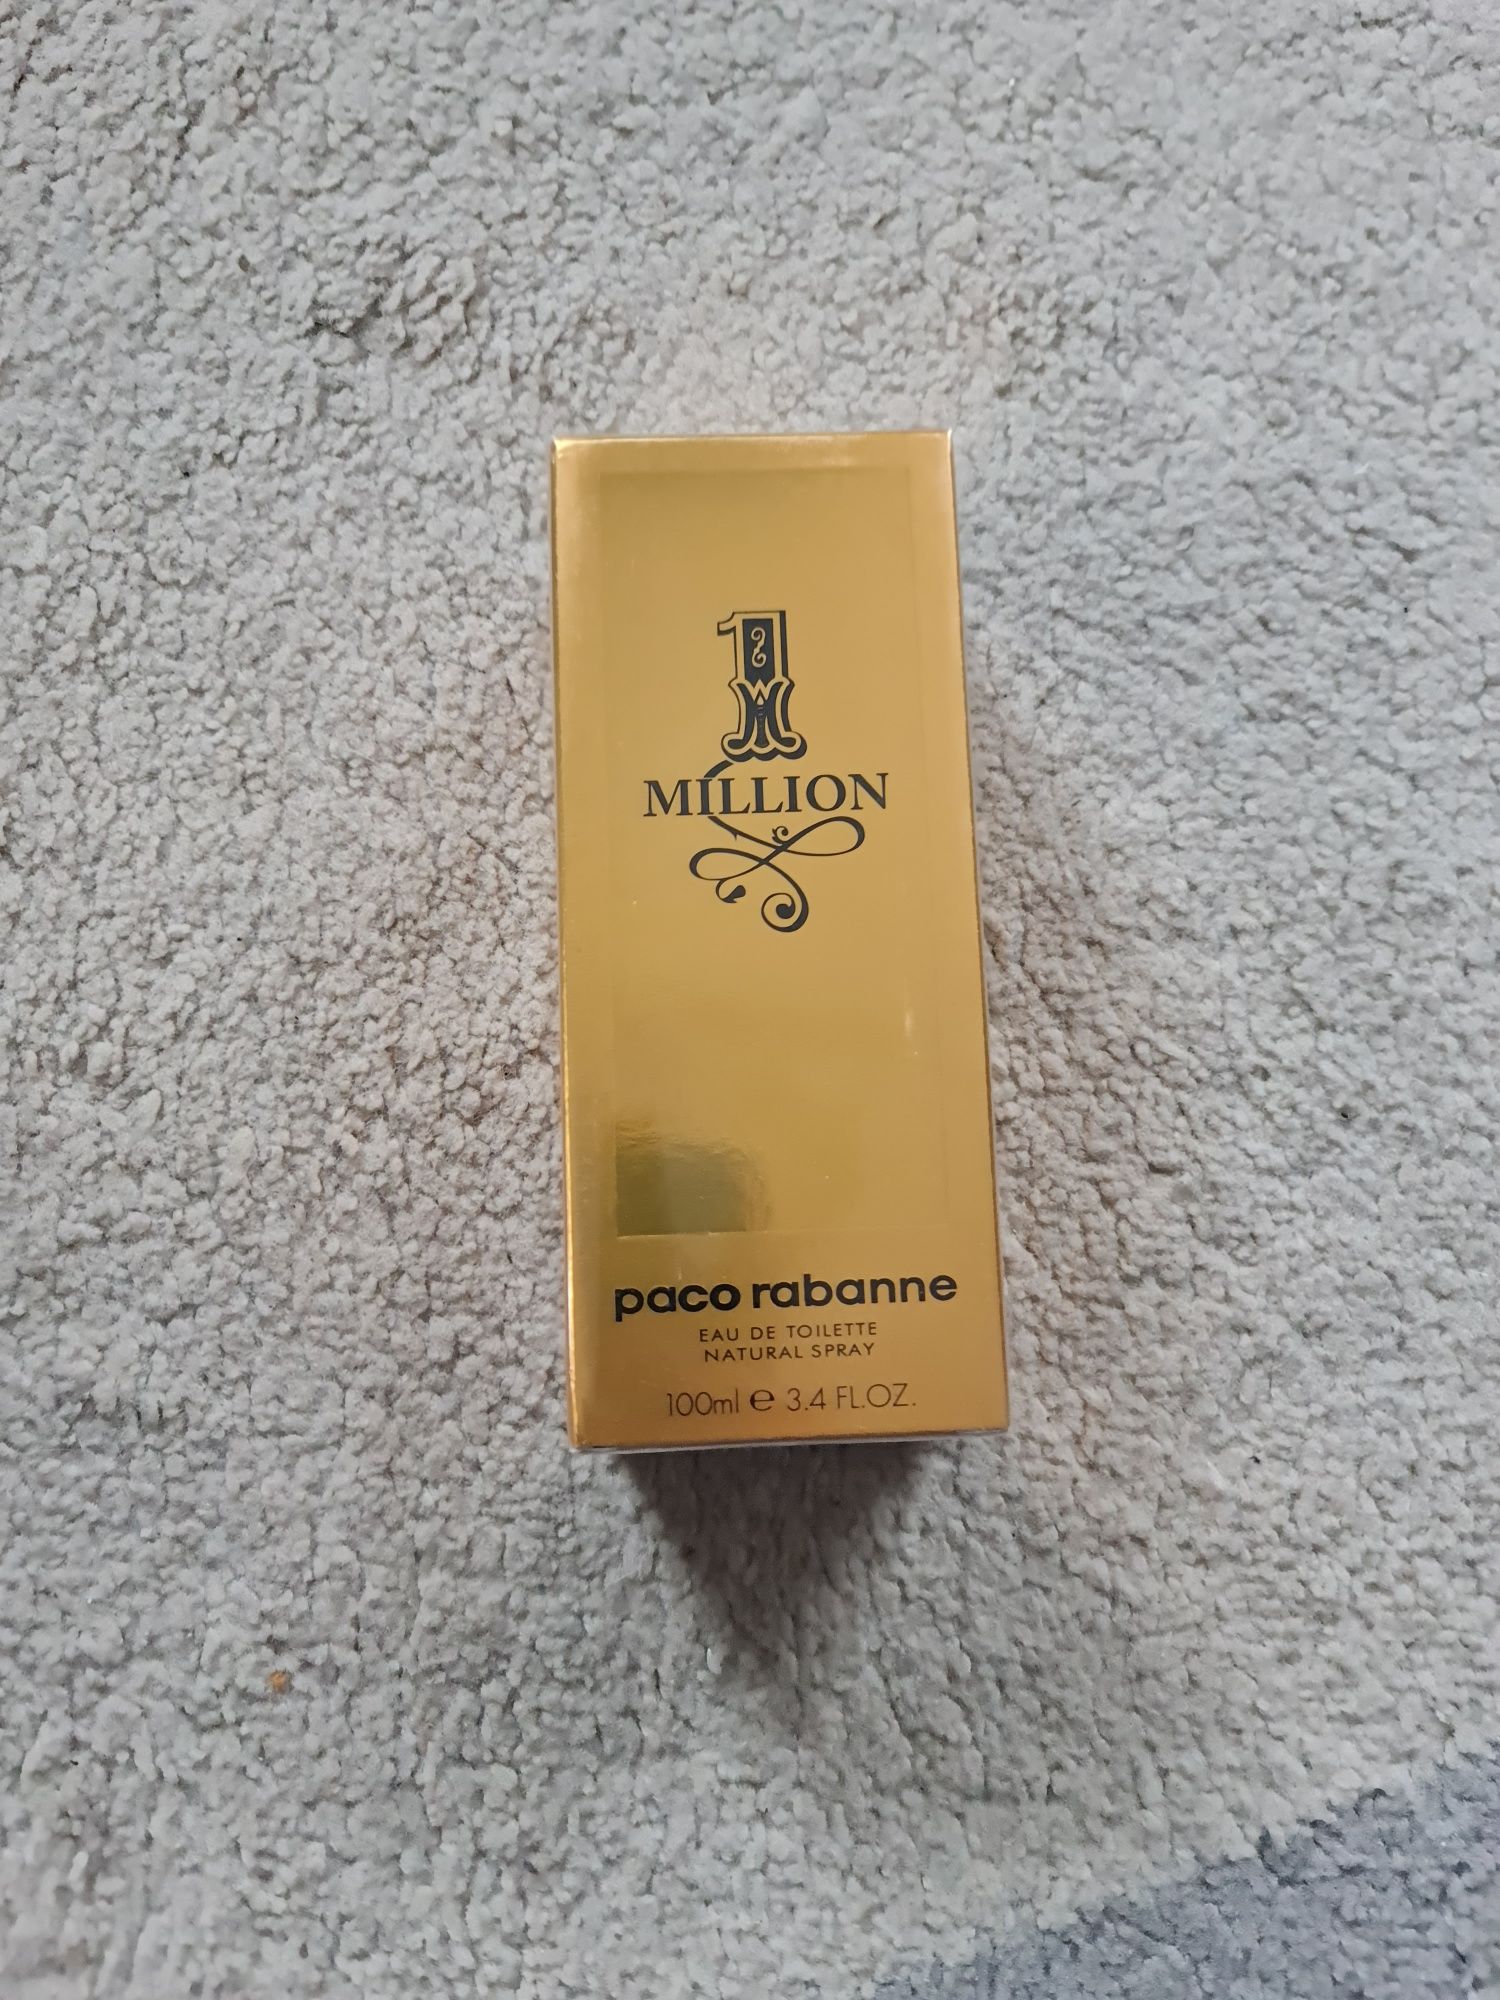 1
MILLION
paco rabanne
EAU DE TOILETTE
NATURAL SPRAY
100ml ℮ 3.4 FL.OZ.